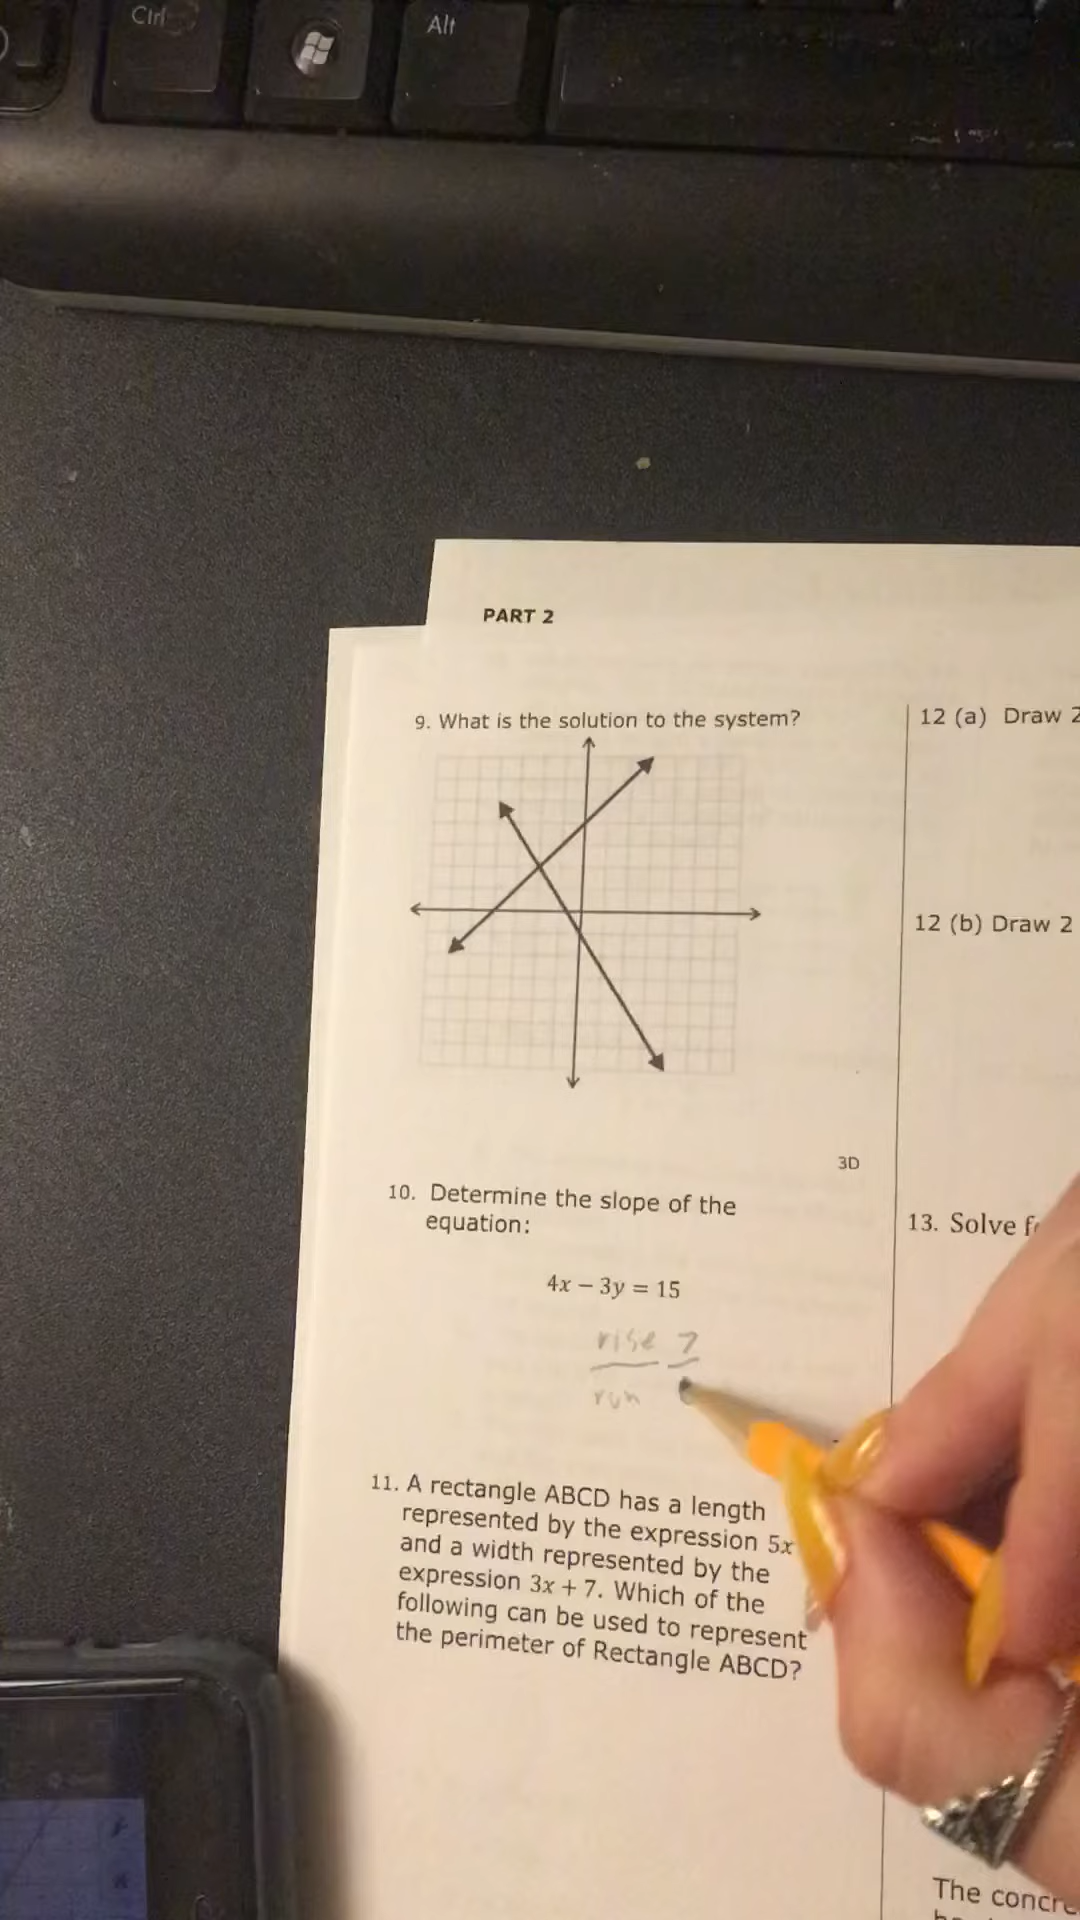 Ctrl
Alt
PART 2
9. What is the solution to the system?
3D
10. Determine the slope of the
equation:
4x − 3y = 15
rise 7
run
11. A rectangle ABCD has a length
represented by the expression 5x
and a width represented by the
expression 3x + 7. Which of the
following can be used to represent
the perimeter of Rectangle ABCD?
12 (a) Draw 2
12 (b) Draw 2
13. Solve
The